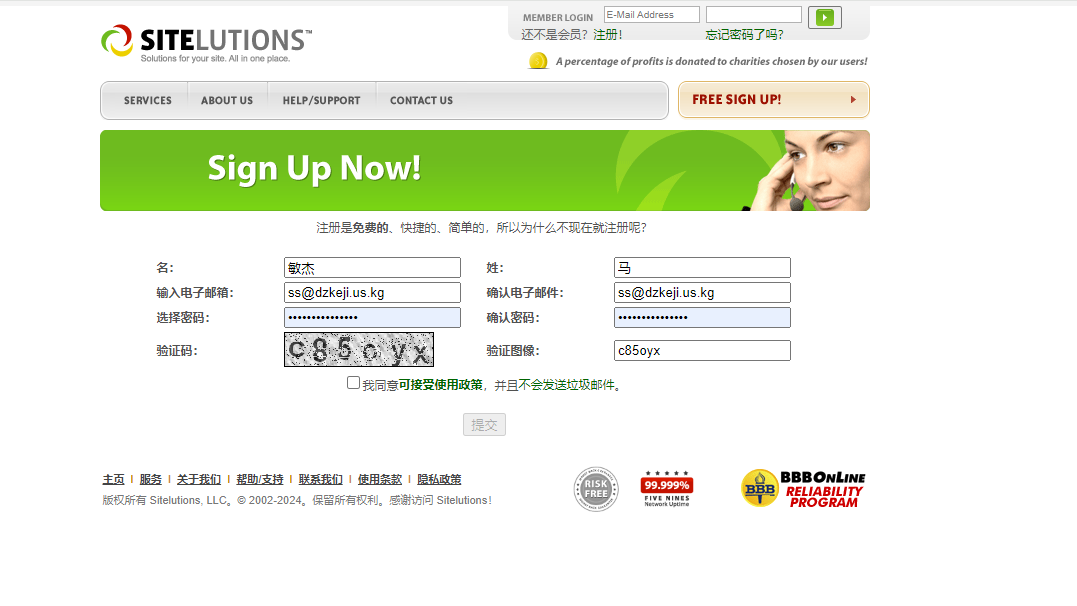 MEMBER LOGIN E-Mail Address
还不是会员？注册！ 忘记密码了吗？
SITELUTIONS™
Solutions for your site. All in one place.
A percentage of profits is donated to charities chosen by our users!
SERVICES ABOUT US HELP/SUPPORT CONTACT US FREE SIGN UP!
Sign Up Now!
注册是免费的、快捷的、简单的，所以为什么不现在就注册呢？
名： 敏杰 姓： 马
输入电子邮箱： ss@dzkeji.us.kg 确认电子邮件： ss@dzkeji.us.kg
选择密码： ••••••••••••••• 确认密码： •••••••••••••••
验证码： c85oyx 验证图像： c85oyx
我同意可接受使用政策，并且不会发送垃圾邮件。
提交
主页 | 服务 | 关于我们 | 帮助/支持 | 联系我们 | 使用条款 | 隐私政策
版权所有 Sitelutions, LLC。© 2002-2024。保留所有权利。感谢访问 Sitelutions！
RISK FREE
99.999%
FIVE NINES
Network Uptime
BBB
BBBONLINE
RELIABILITY
PROGRAM